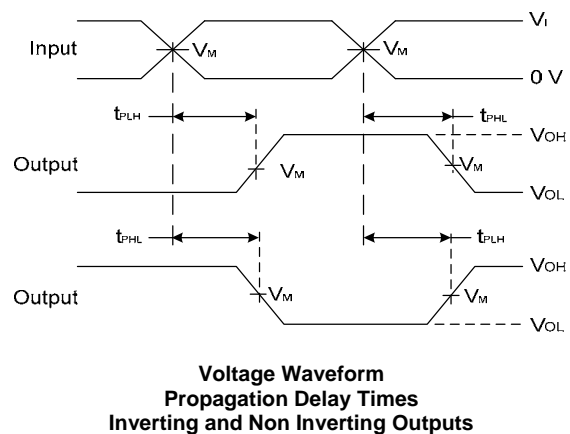 Input
VM
VM
VI
0 V
tPLH
tPHL
Output
VM
VM
VOH
VOL
tPHL
tPLH
Output
VM
VM
VOH
VOL
Voltage Waveform
Propagation Delay Times
Inverting and Non Inverting Outputs